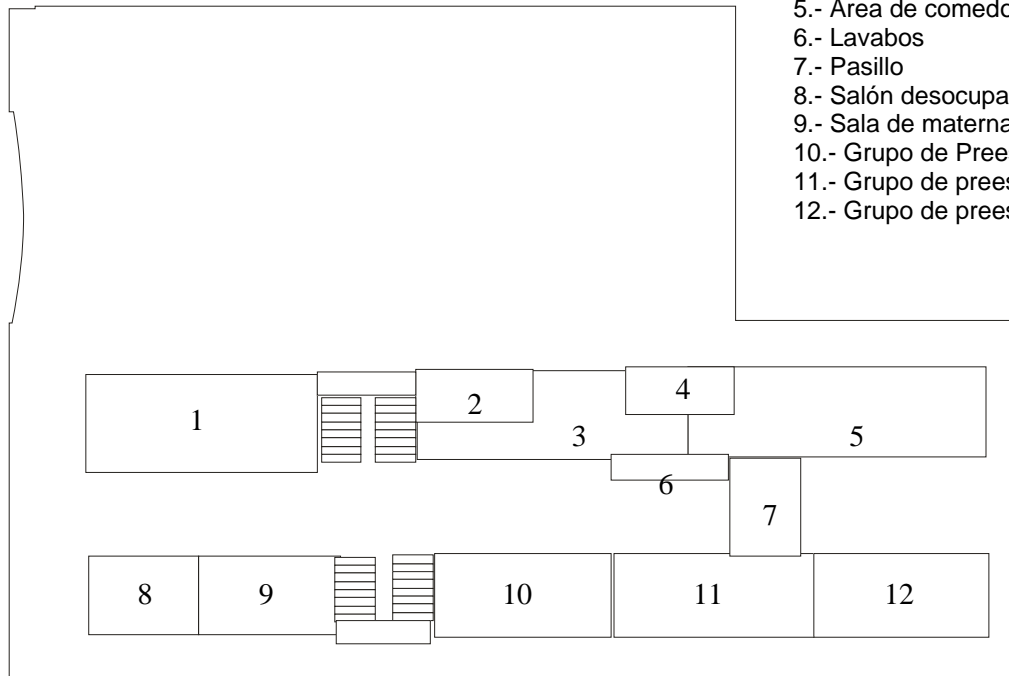 5.- Área de comedo
6.- Lavabos
7.- Pasillo
8.- Salón desocupa
9.- Sala de materna
10.- Grupo de Prees
11.- Grupo de prees
12.- Grupo de prees
1
2
3
4
5
6
7
8
9
10
11
12